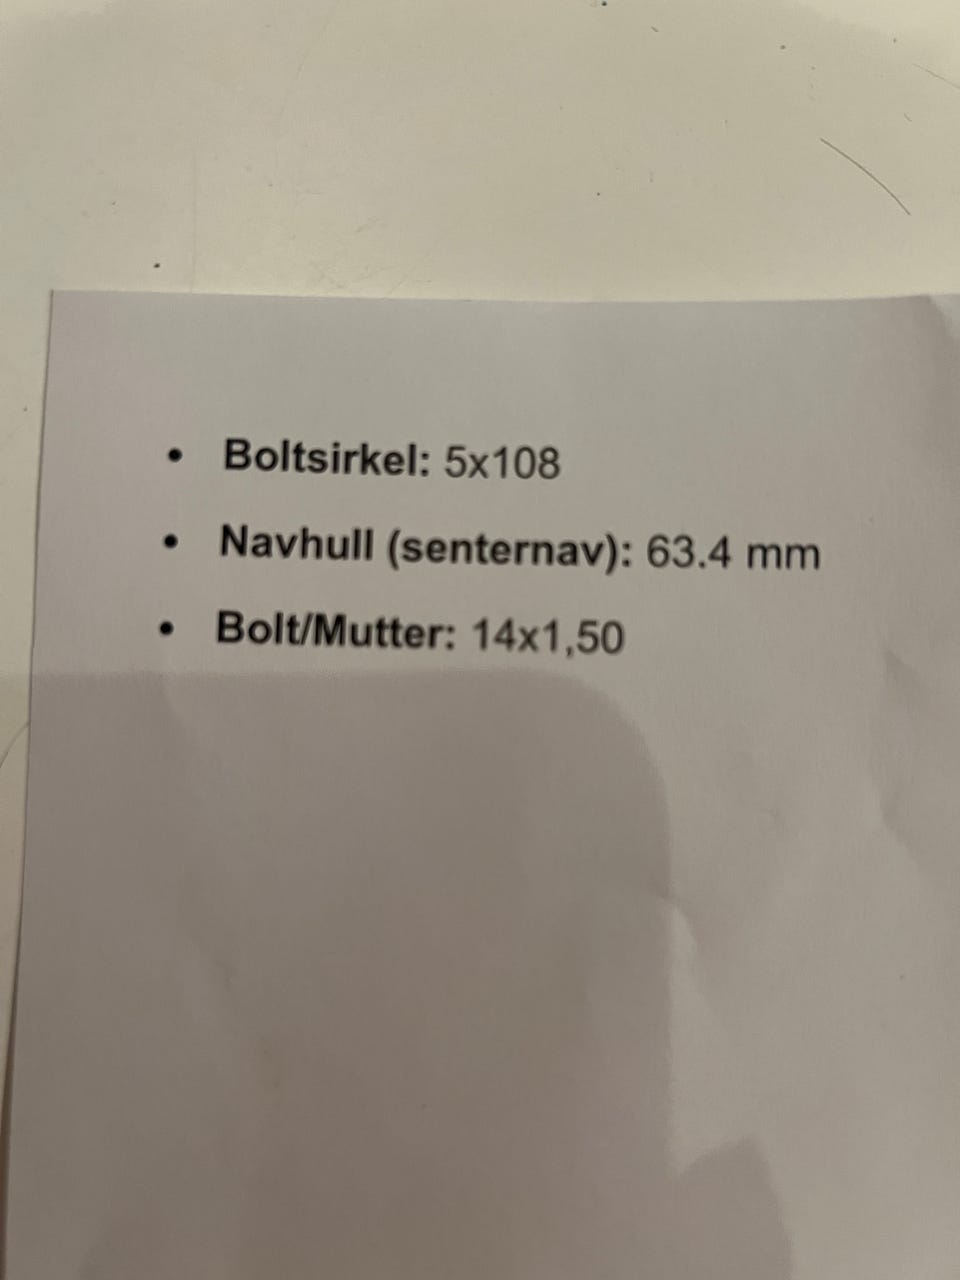 • Boltsirkel: 5x108
• Navhull (senternav): 63.4 mm
• Bolt/Mutter: 14x1,50